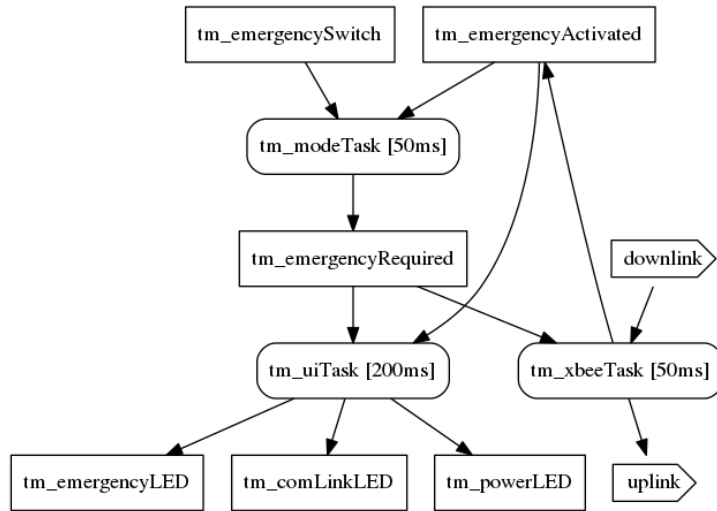 tm_emergencySwitch
tm_emergencyActivated
tm_modeTask [50ms]
tm_emergencyRequired
downlink
tm_uiTask [200ms]
tm_xbeeTask [50ms]
tm_emergencyLED
tm_comLinkLED
tm_powerLED
uplink